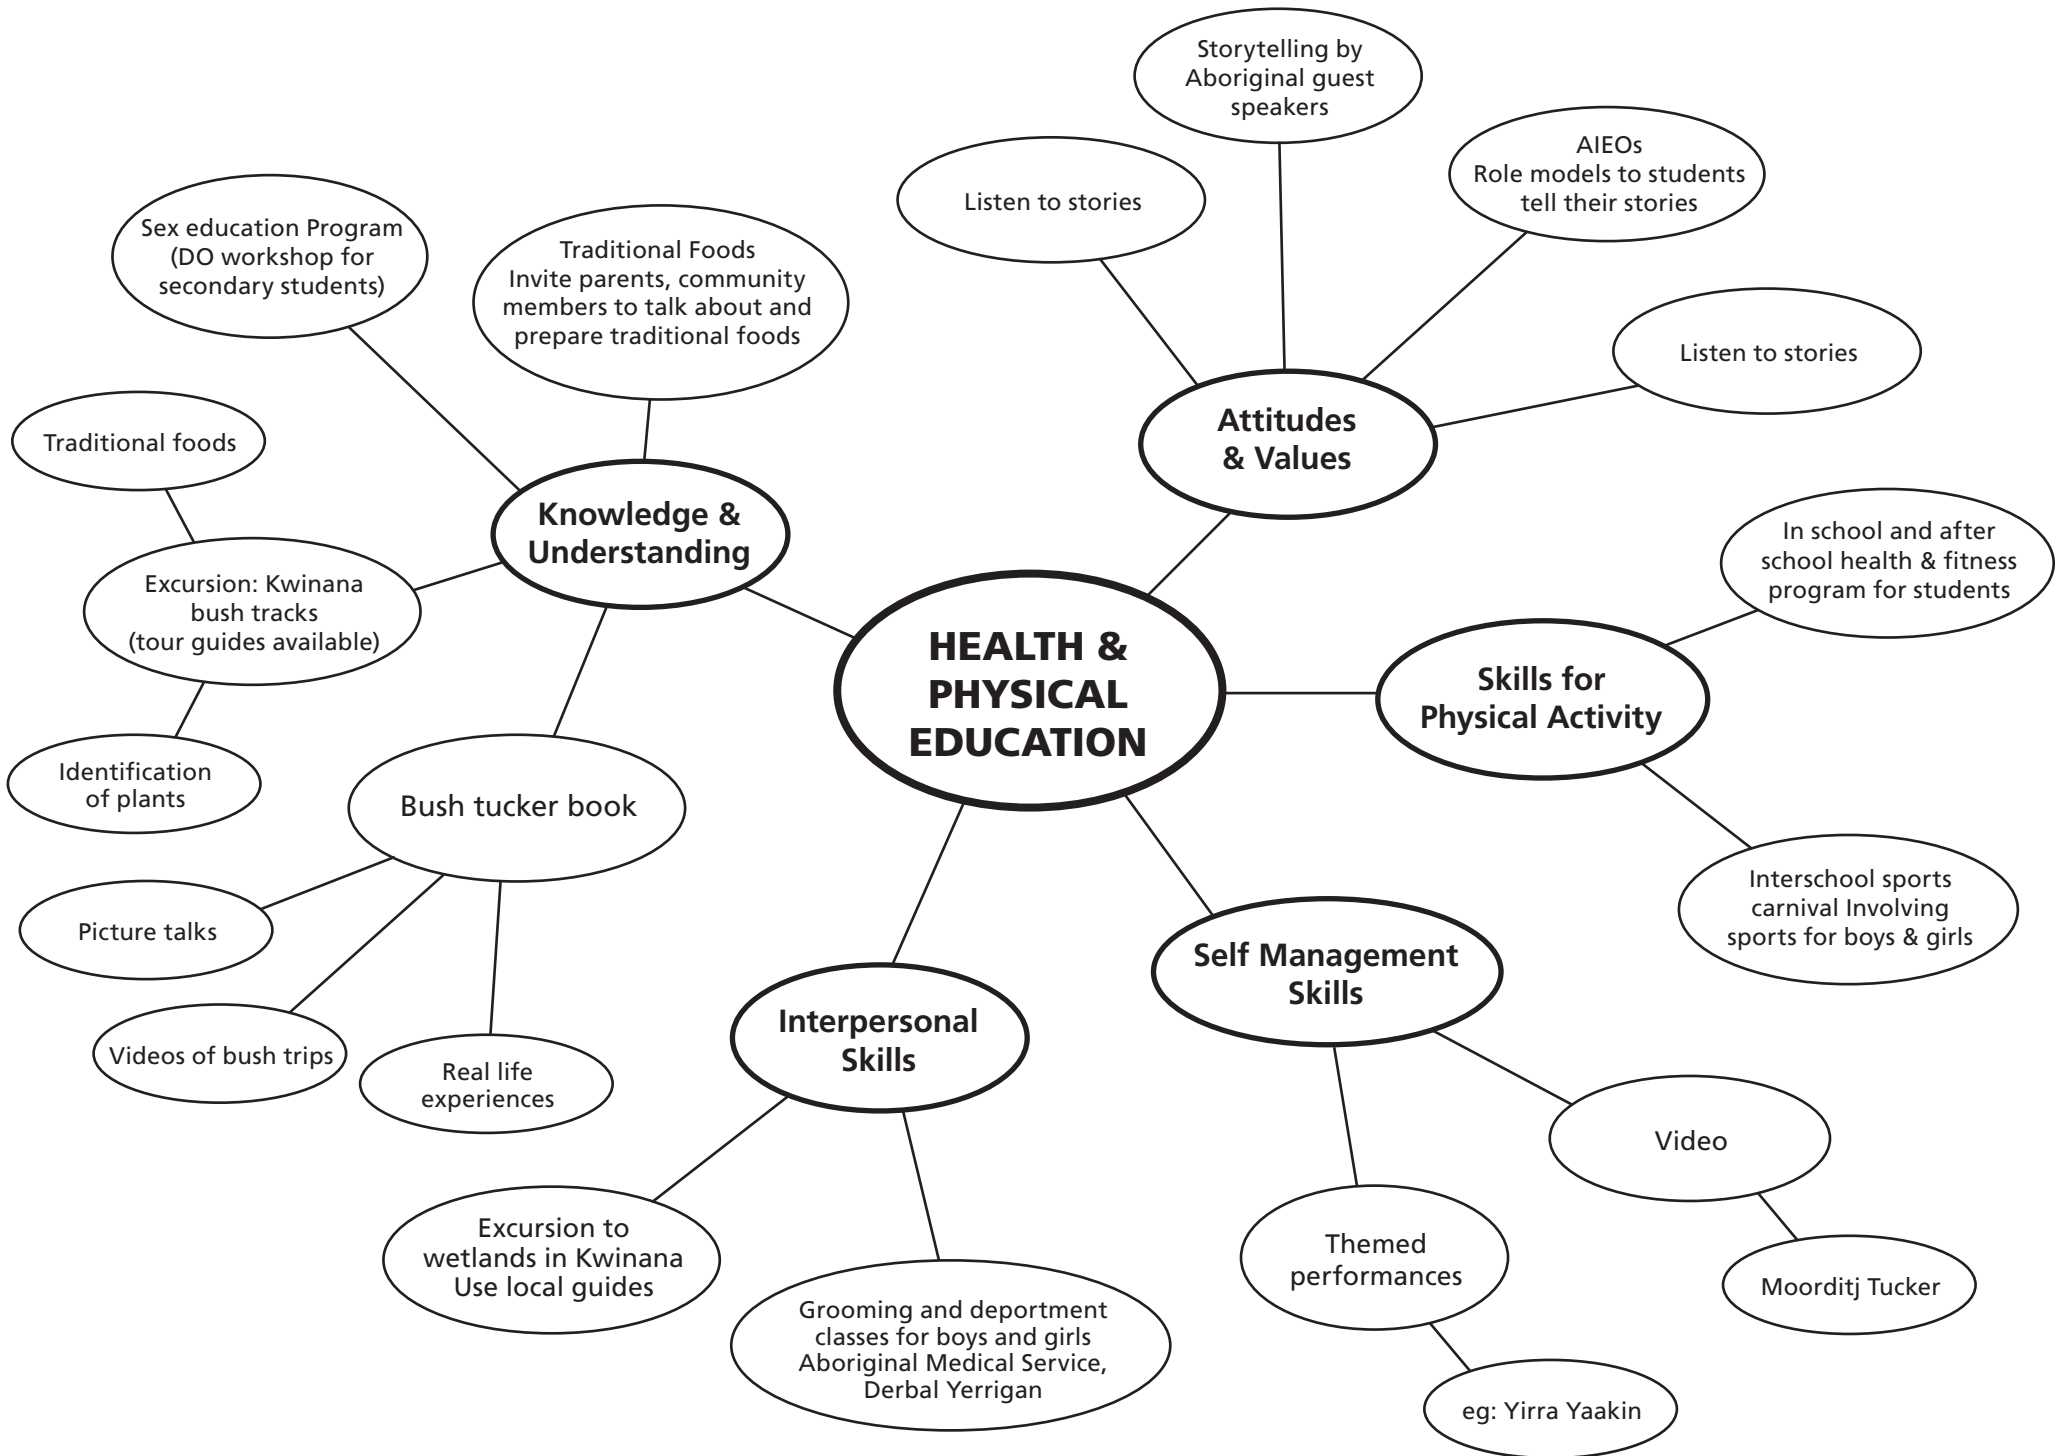 Storytelling by
Aboriginal guest
speakers
AIEOs
Role models to students
tell their stories
Listen to stories
Listen to stories
Attitudes
& Values
Sex education Program
(DO workshop for
secondary students)
Traditional Foods
Invite parents, community
members to talk about and
prepare traditional foods
Traditional foods
Knowledge &
Understanding
Excursion: Kwinana
bush tracks
(tour guides available)
Identification
of plants
Bush tucker book
Picture talks
Videos of bush trips
Real life
experiences
HEALTH &
PHYSICAL
EDUCATION
In school and after
school health & fitness
program for students
Skills for
Physical Activity
Interschool sports
carnival Involving
sports for boys & girls
Self Management
Skills
Interpersonal
Skills
Video
Moorditj Tucker
Themed
performances
eg: Yirra Yaakin
Excursion to
wetlands in Kwinana
Use local guides
Grooming and deportment
classes for boys and girls
Aboriginal Medical Service,
Derbal Yerrigan